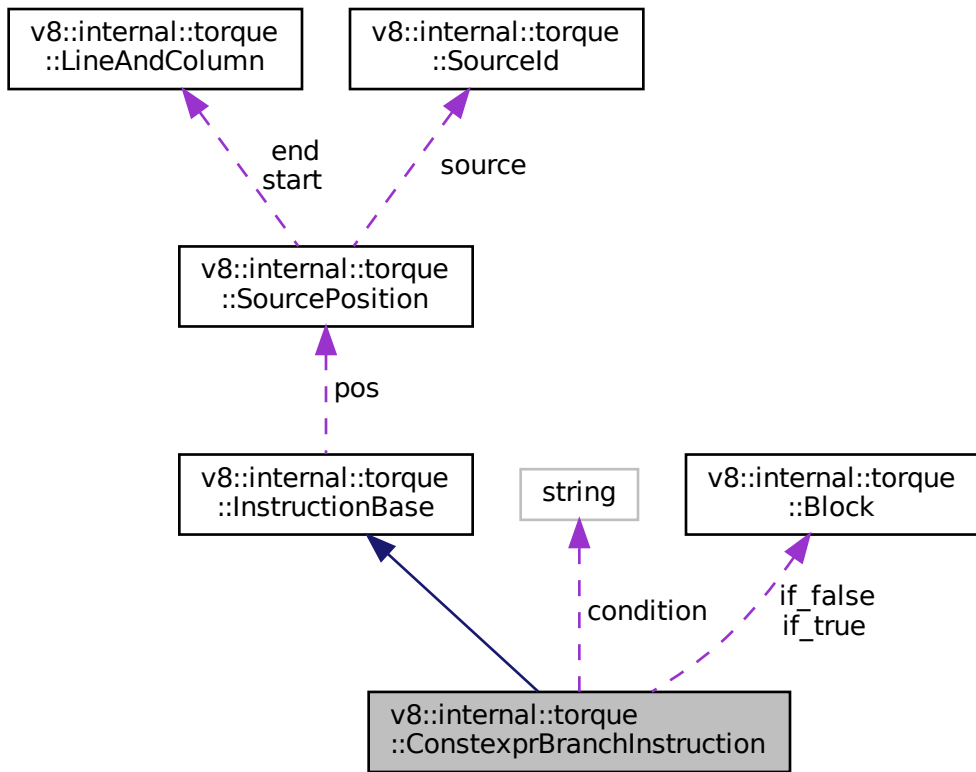 v8::internal::torque
::LineAndColumn
v8::internal::torque
::SourceId
end
start
source
v8::internal::torque
::SourcePosition
pos
v8::internal::torque
::InstructionBase
string
v8::internal::torque
::Block
condition
if_false
if_true
v8::internal::torque
::ConstexprBranchInstruction